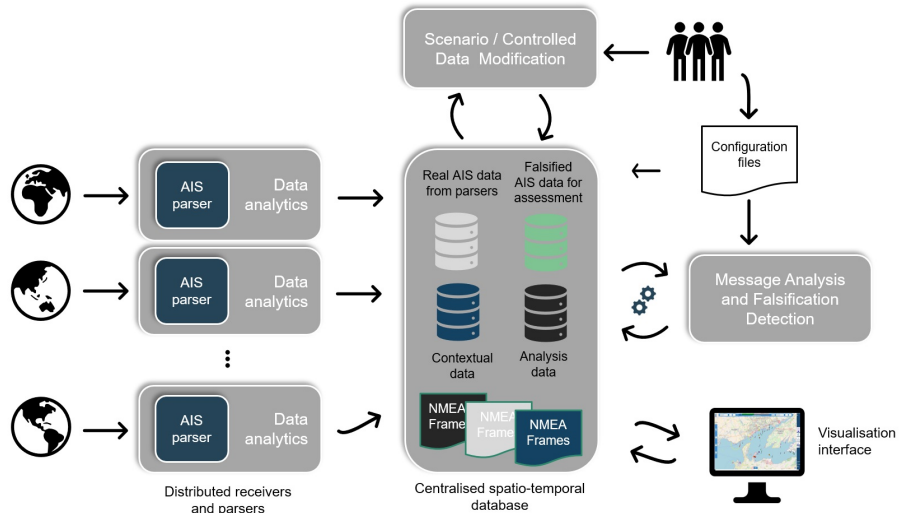 Scenario / Controlled
Data Modification
Configuration
files
AIS
parser
Data
analytics
Real AIS data
from parsers
Falsified
AIS data for
assessment
AIS
parser
Data
analytics
Message Analysis
and Falsification
Detection
Contextual
data
Analysis
data
AIS
parser
Data
analytics
NMEA
Frame
NMEA
Frame
NMEA
Frames
Visualisation
interface
Distributed receivers
and parsers
Centralised spatio-temporal
database